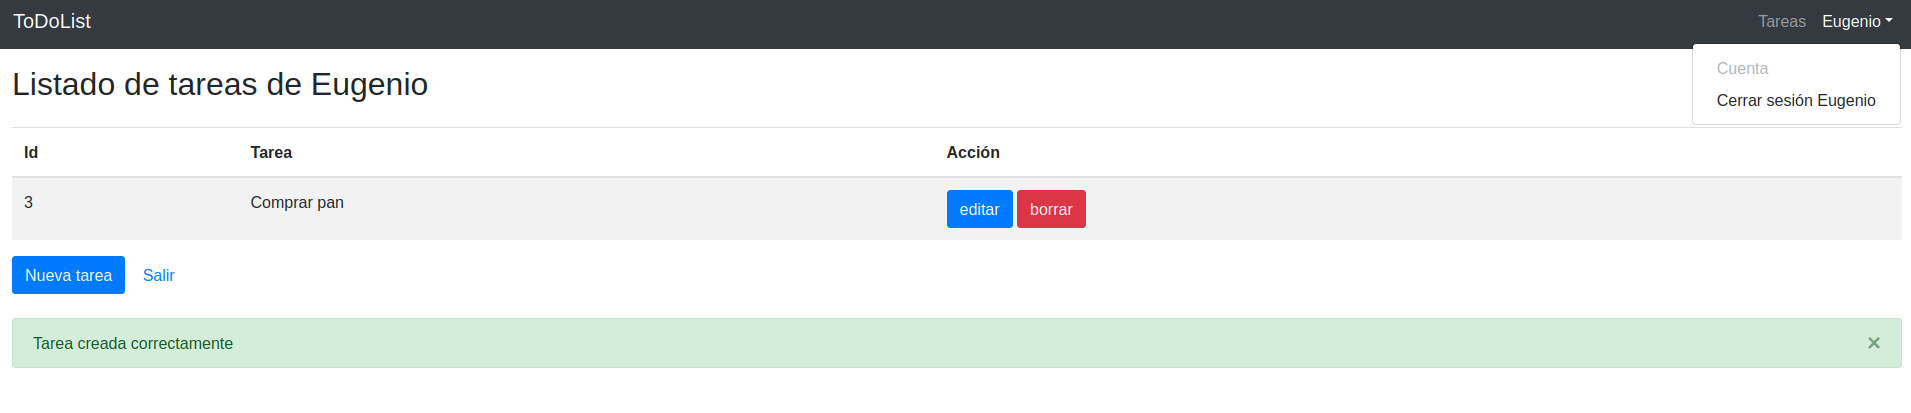 ToDoList Tareas Eugenio
Cuenta
Cerrar sesión Eugenio
Listado de tareas de Eugenio
Id Tarea Acción
3 Comprar pan editar borrar
Nueva tarea Salir
Tarea creada correctamente ×